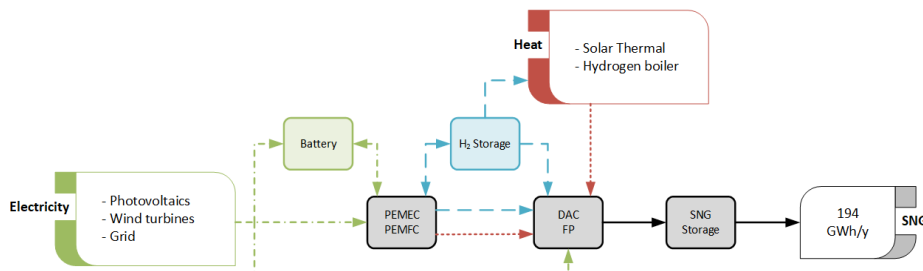 Heat
- Solar Thermal
- Hydrogen boiler
Battery
H₂ Storage
Electricity
- Photovoltaics
- Wind turbines
- Grid
PEMEC
PEMFC
DAC
FP
SNG
Storage
194
GWh/y
SNG